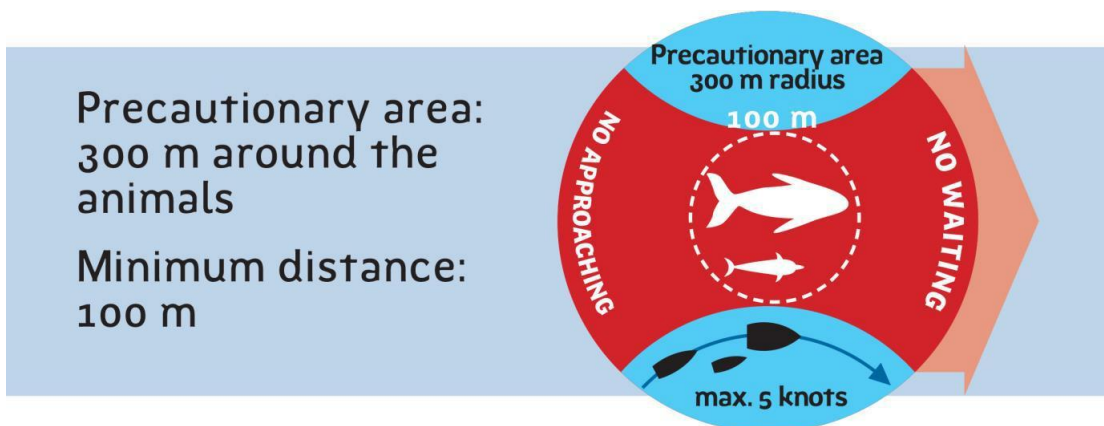 Precautionary area:
300 m around the
animals
Minimum distance:
100 m
Precautionary area
300 m radius
100 m
NO APPROACHING
NO WAITING
max. 5 knots